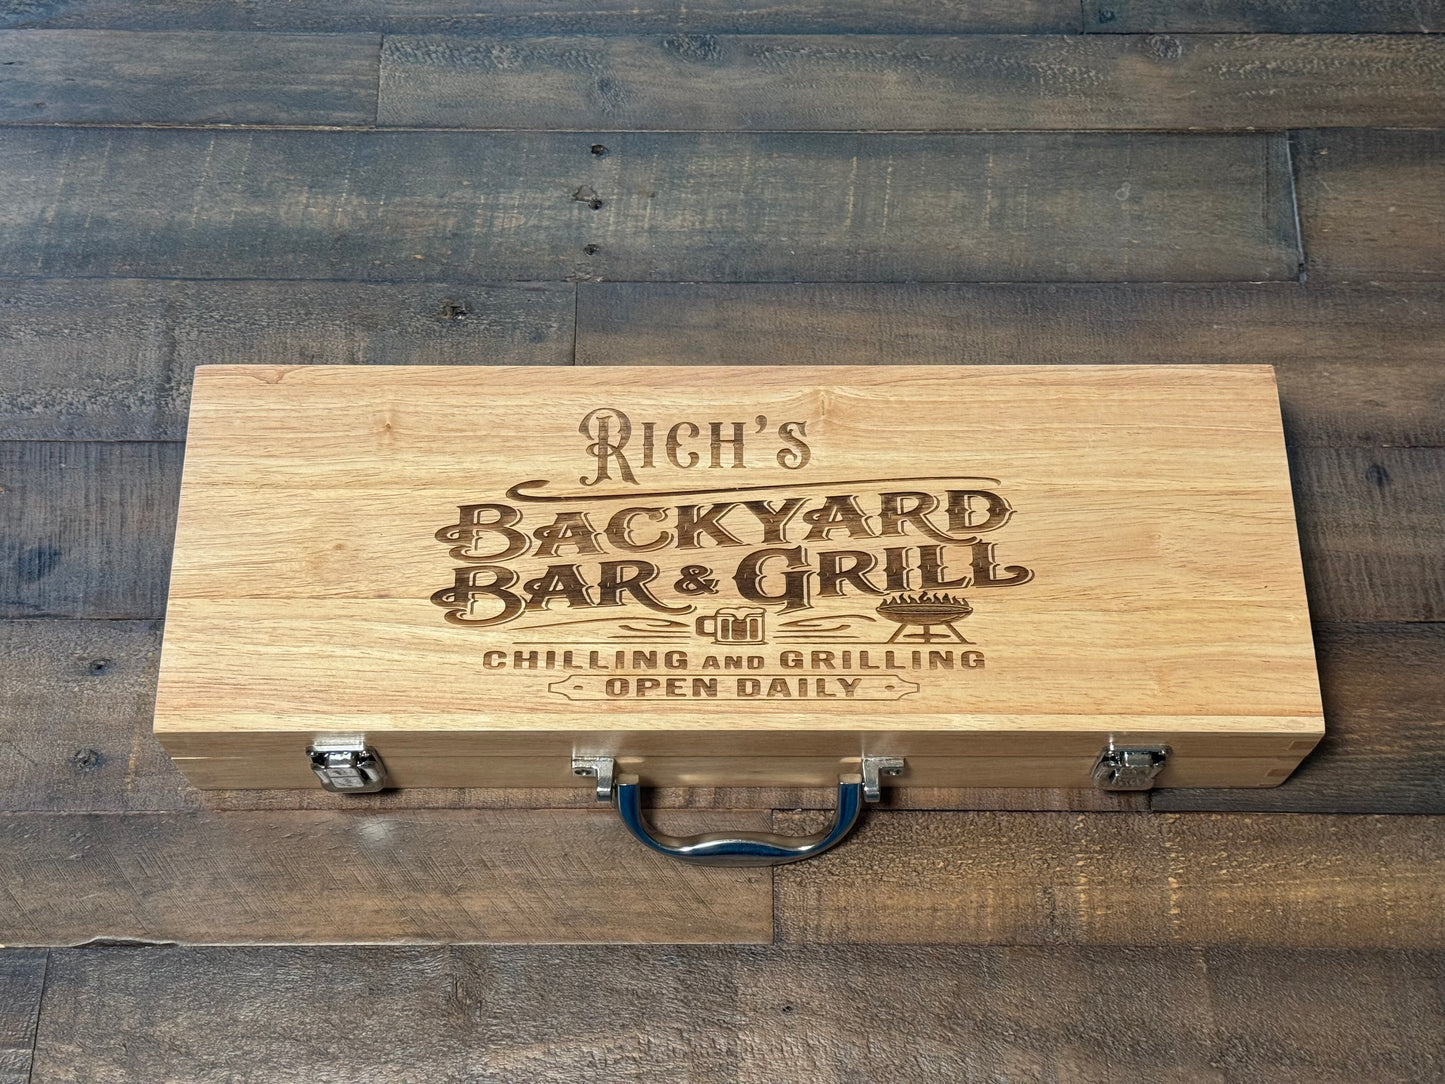 RICH'S
BACKYARD
BAR & GRILL
CHILLING AND GRILLING
OPEN DAILY